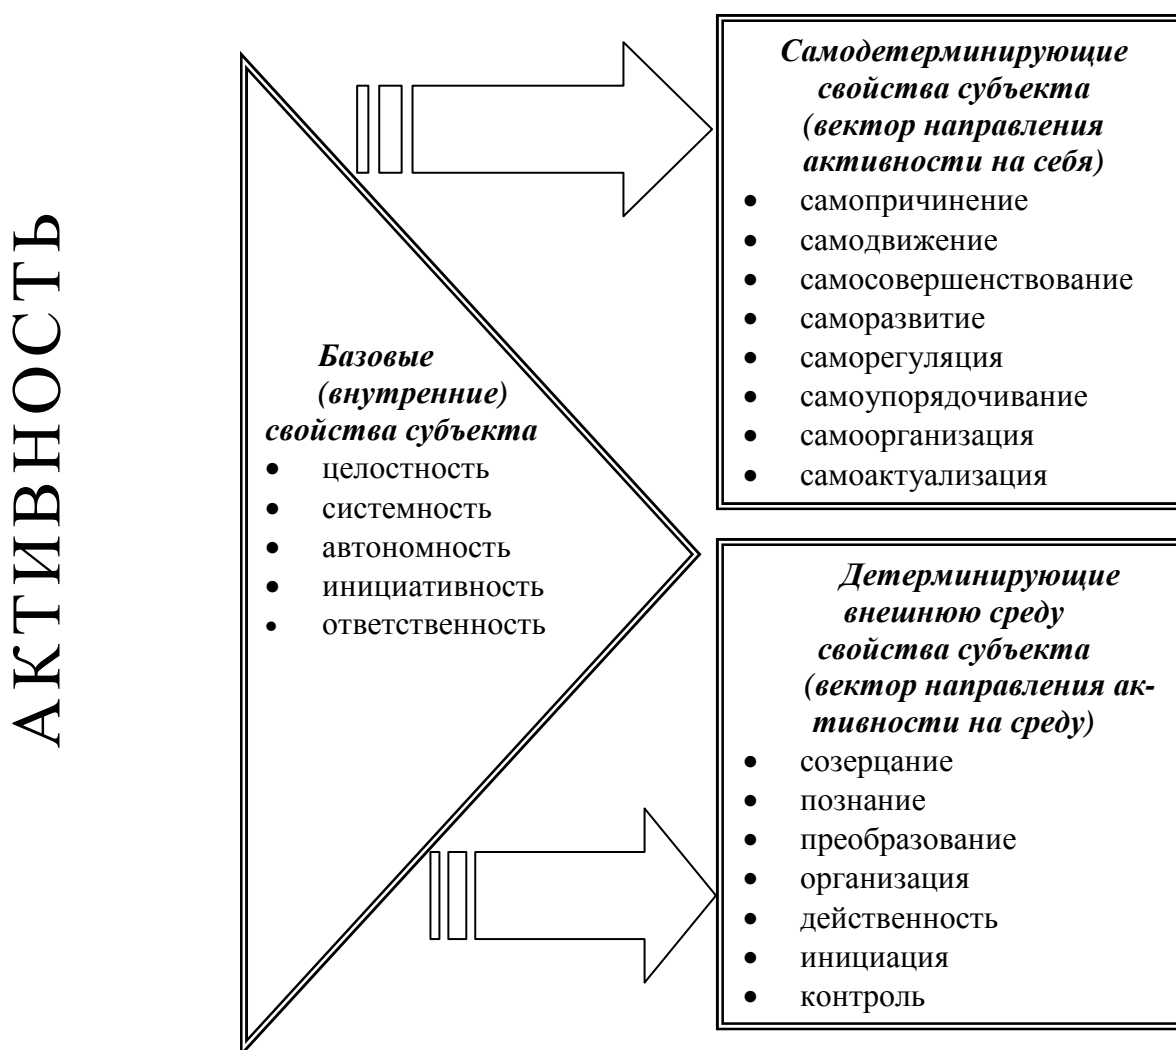 АКТИВНОСТЬ
Базовые
(внутренние)
свойства субъекта
• целостность
• системность
• автономность
• инициативность
• ответственность
Самодетерминирующие
свойства субъекта
(вектор направления
активности на себя)
• самопричинение
• самодвижение
• самосовершенствование
• саморазвитие
• саморегуляция
• самоупорядочивание
• самоорганизация
• самоактуализация
Детерминирующие
внешнюю среду
свойства субъекта
(вектор направления ак-
тивности на среду)
• созерцание
• познание
• преобразование
• организация
• действенность
• инициация
• контроль